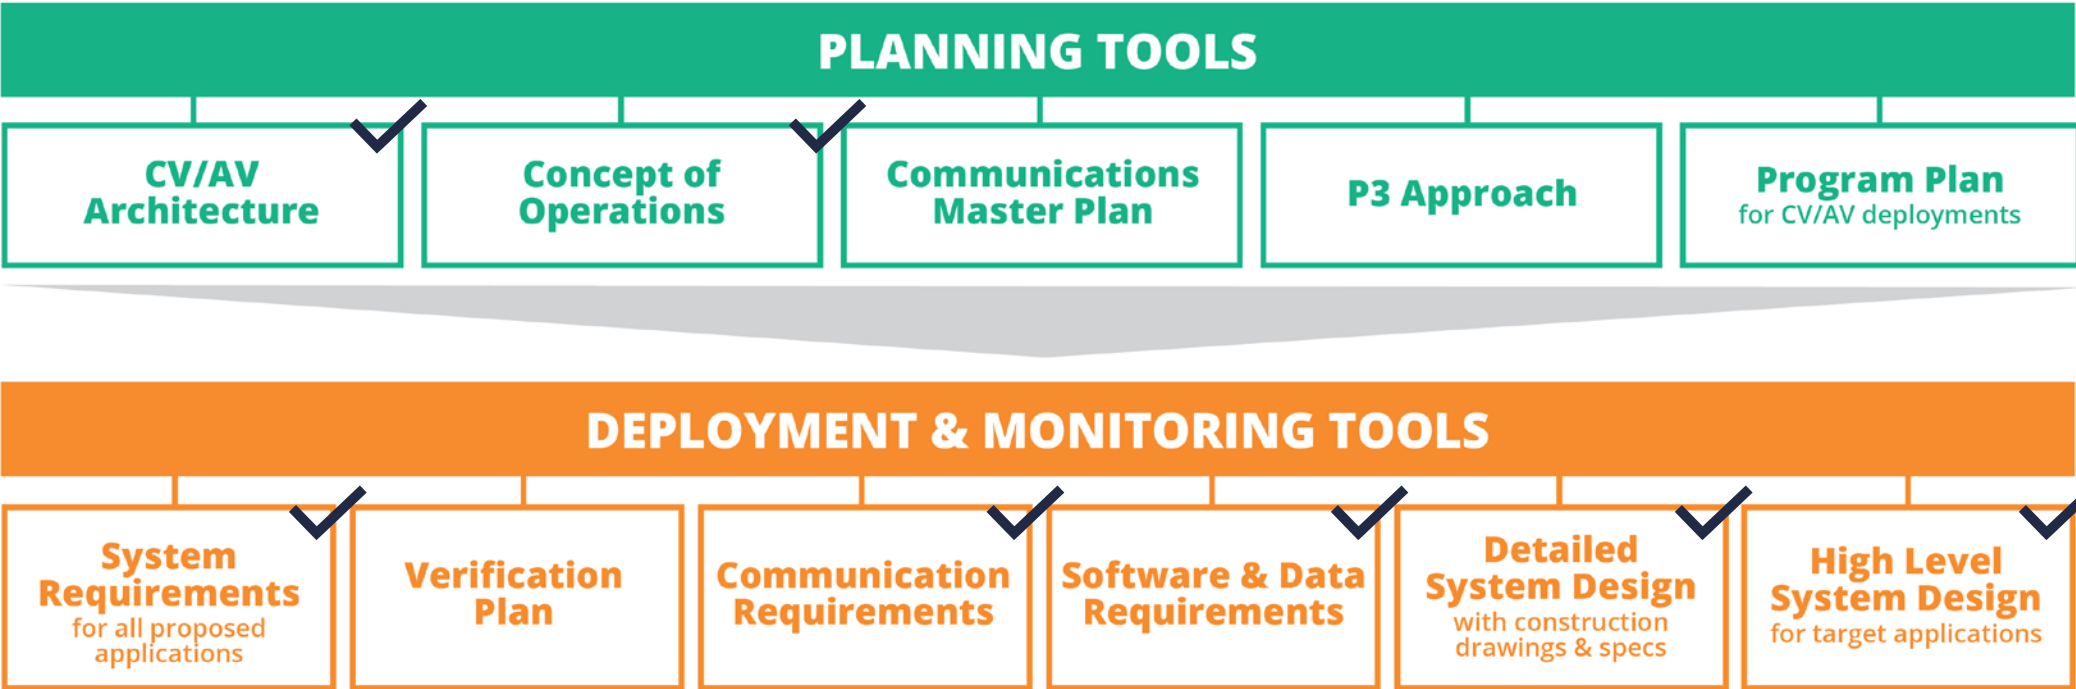 PLANNING TOOLS
CV/AV
Architecture
Concept of
Operations
Communications
Master Plan
P3 Approach
Program Plan
for CV/AV deployments
DEPLOYMENT & MONITORING TOOLS
System
Requirements
for all proposed
applications
Verification
Plan
Communication
Requirements
Software & Data
Requirements
Detailed
System Design
with construction
drawings & specs
High Level
System Design
for target applications